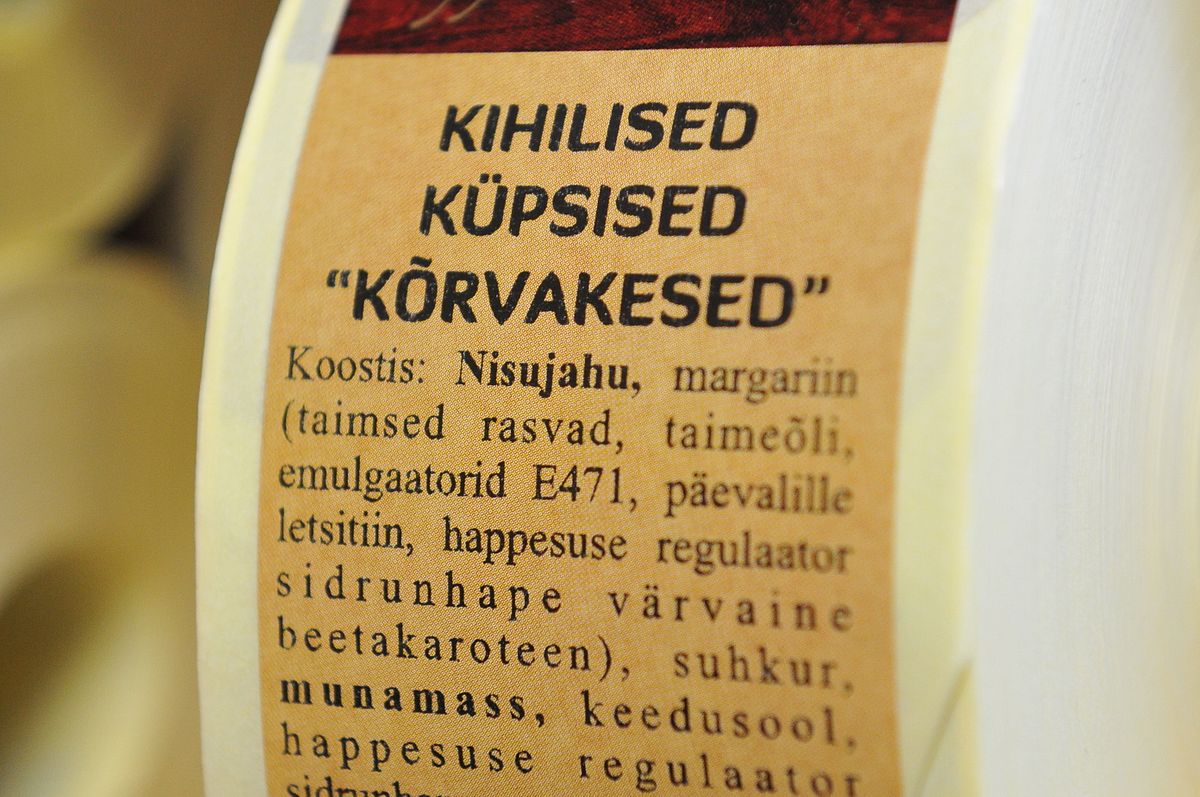 KIHILISED
KÜPSISED
“KÕRVAKESED”
Koostis: Nisujahu, margariin
(taimsed rasvad, taimeõli,
emulgaatorid E471, päevalille
letsitiin, happesuse regulaator
sidrunhape värvaine
beetakaroteen), suhkur,
munamass, keedusool,
happesuse regulaator